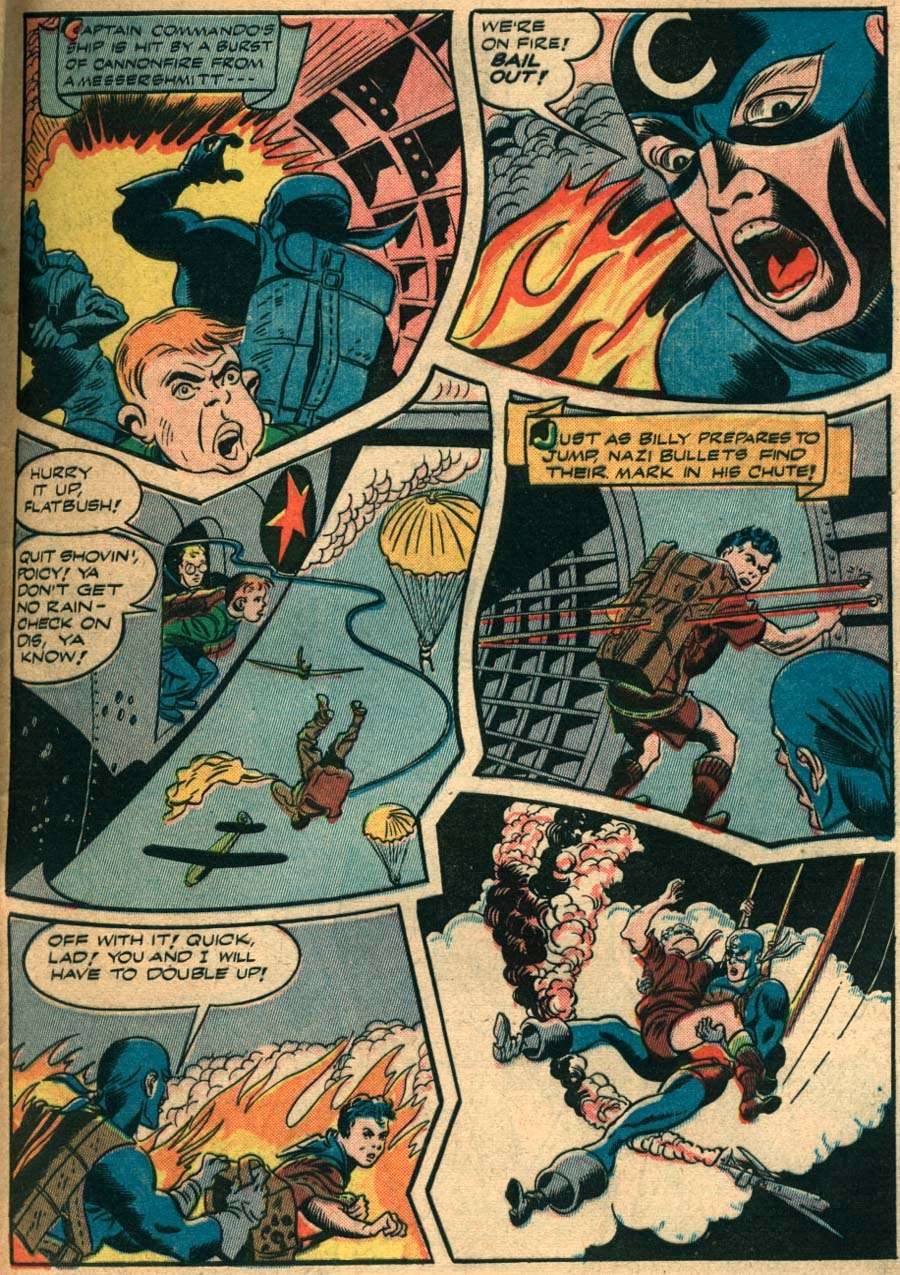 CAPTAIN COMMANDO'S
SHIP IS HIT BY A BURST
OF CANNONFIRE FROM
A MESSERSHMITT---
WE'RE
ON FIRE!
BAIL
OUT!
C
HURRY
IT UP,
FLATBUSH!
QUIT SHOVIN',
POICY! YA
DON'T GET
NO RAIN-
CHECK ON
DIS, YA
KNOW!
JUST AS BILLY PREPARES TO
JUMP, NAZI BULLETS FIND
THEIR MARK IN HIS CHUTE!
OFF WITH IT! QUICK,
LAD! YOU AND I WILL
HAVE TO DOUBLE UP!